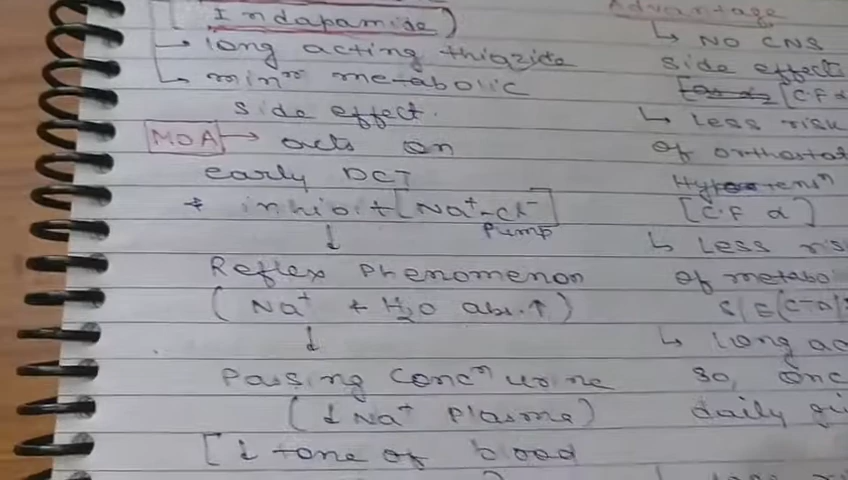 Indapamide)
→ long acting thiazide
→ minm metabolic
side effect.
MOA → acts on
early DCT
* inhibit [Na+-Cl-]
Pump
↓
Reflex Phenomenon
(Na+ + H2O abs.↑)
↓
Passing Concn urine
(↓ Na+ Plasma)
[↓ tone of blood
Advantage
↳ NO CNS
side effect
[C.F α
↳ Less risk
of orthostat
Hypotensn
[C.F α]
↳ Less ris
of metabo
S/E
↳ long ac
so, onc
daily gi